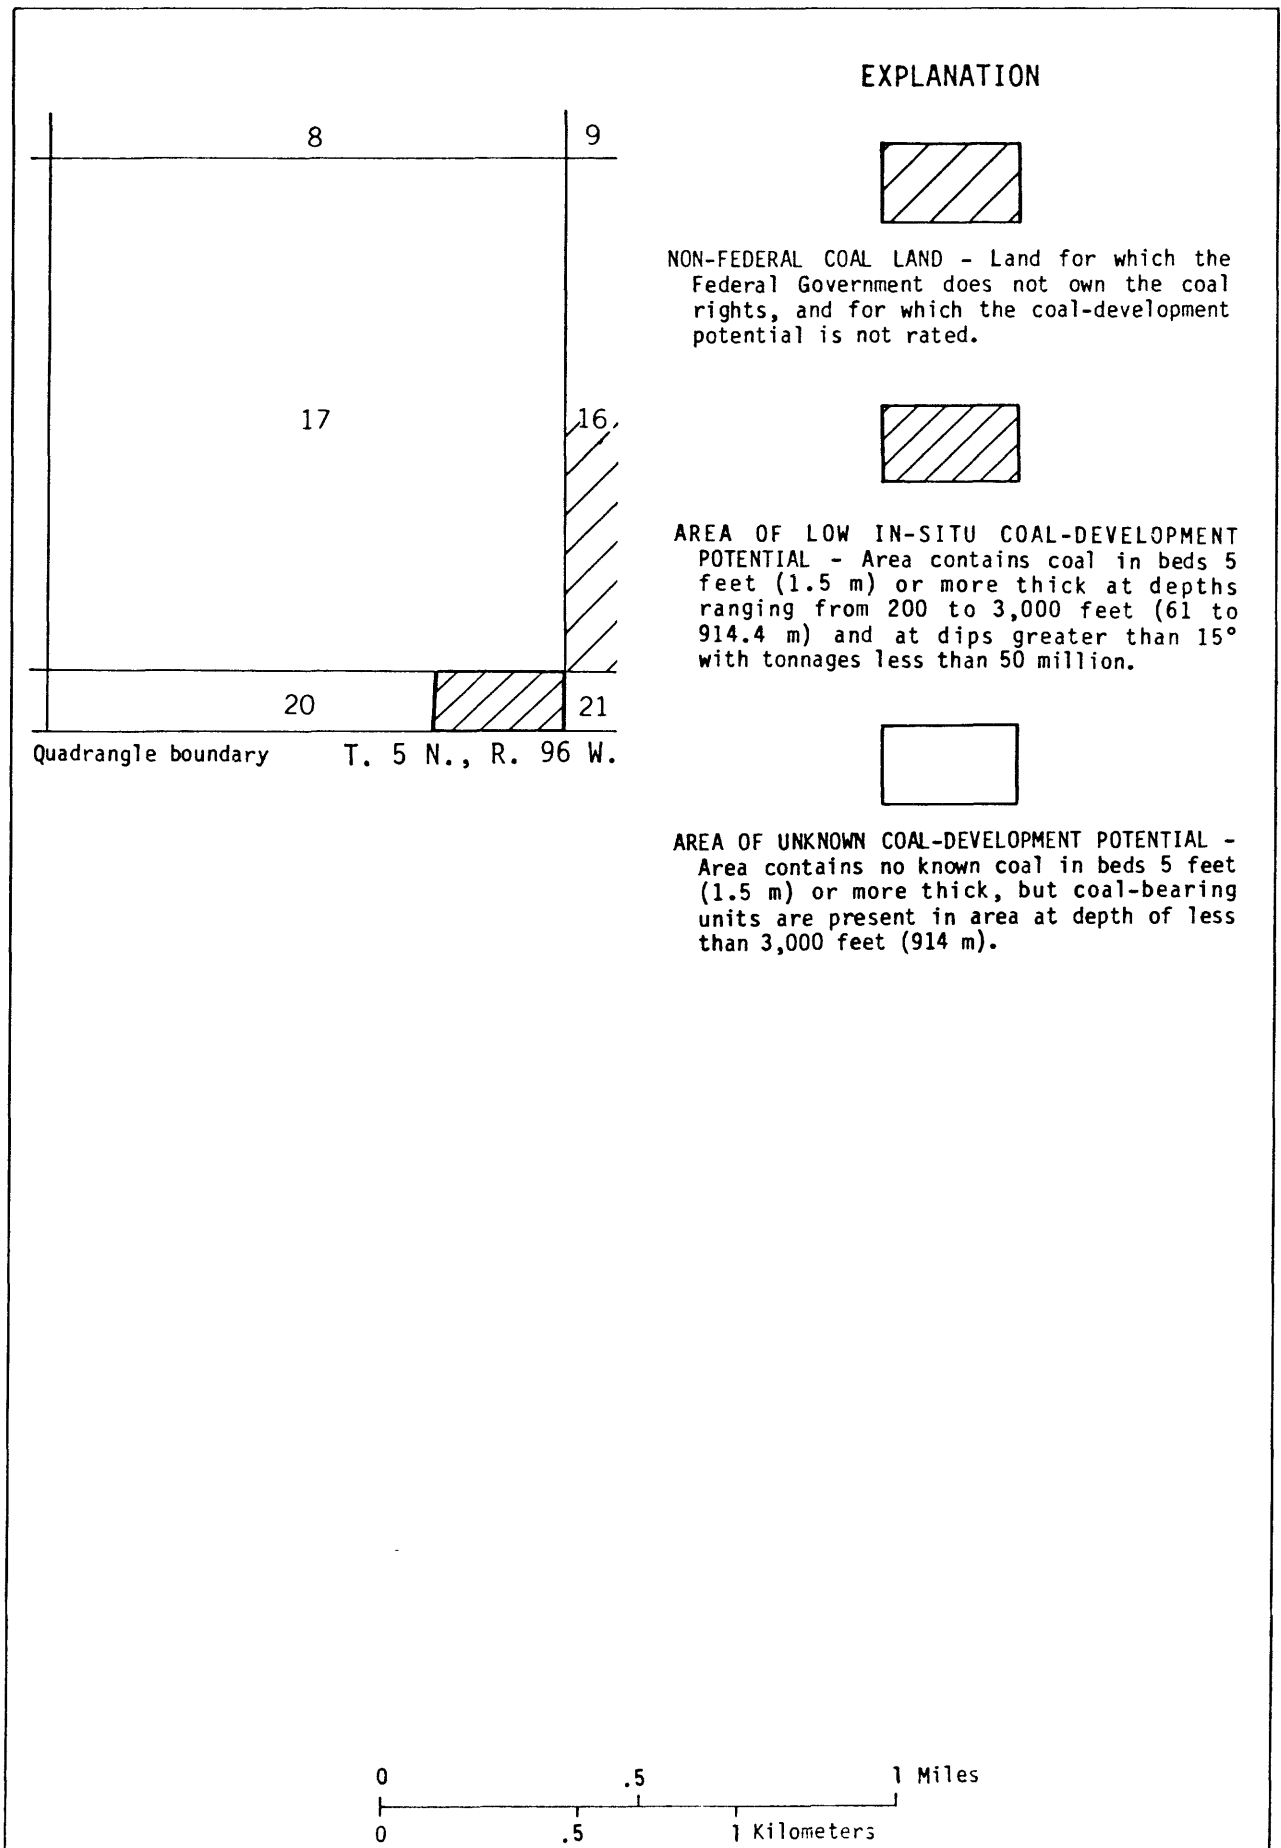 EXPLANATION
8
9
17
16
20
21
Quadrangle boundary
T. 5 N., R. 96 W.
NON-FEDERAL COAL LAND - Land for which the
Federal Government does not own the coal
rights, and for which the coal-development
potential is not rated.
AREA OF LOW IN-SITU COAL-DEVELOPMENT
POTENTIAL - Area contains coal in beds 5
feet (1.5 m) or more thick at depths
ranging from 200 to 3,000 feet (61 to
914.4 m) and at dips greater than 15°
with tonnages less than 50 million.
AREA OF UNKNOWN COAL-DEVELOPMENT POTENTIAL -
Area contains no known coal in beds 5 feet
(1.5 m) or more thick, but coal-bearing
units are present in area at depth of less
than 3,000 feet (914 m).
0 .5 1 Miles
0 .5 1 Kilometers